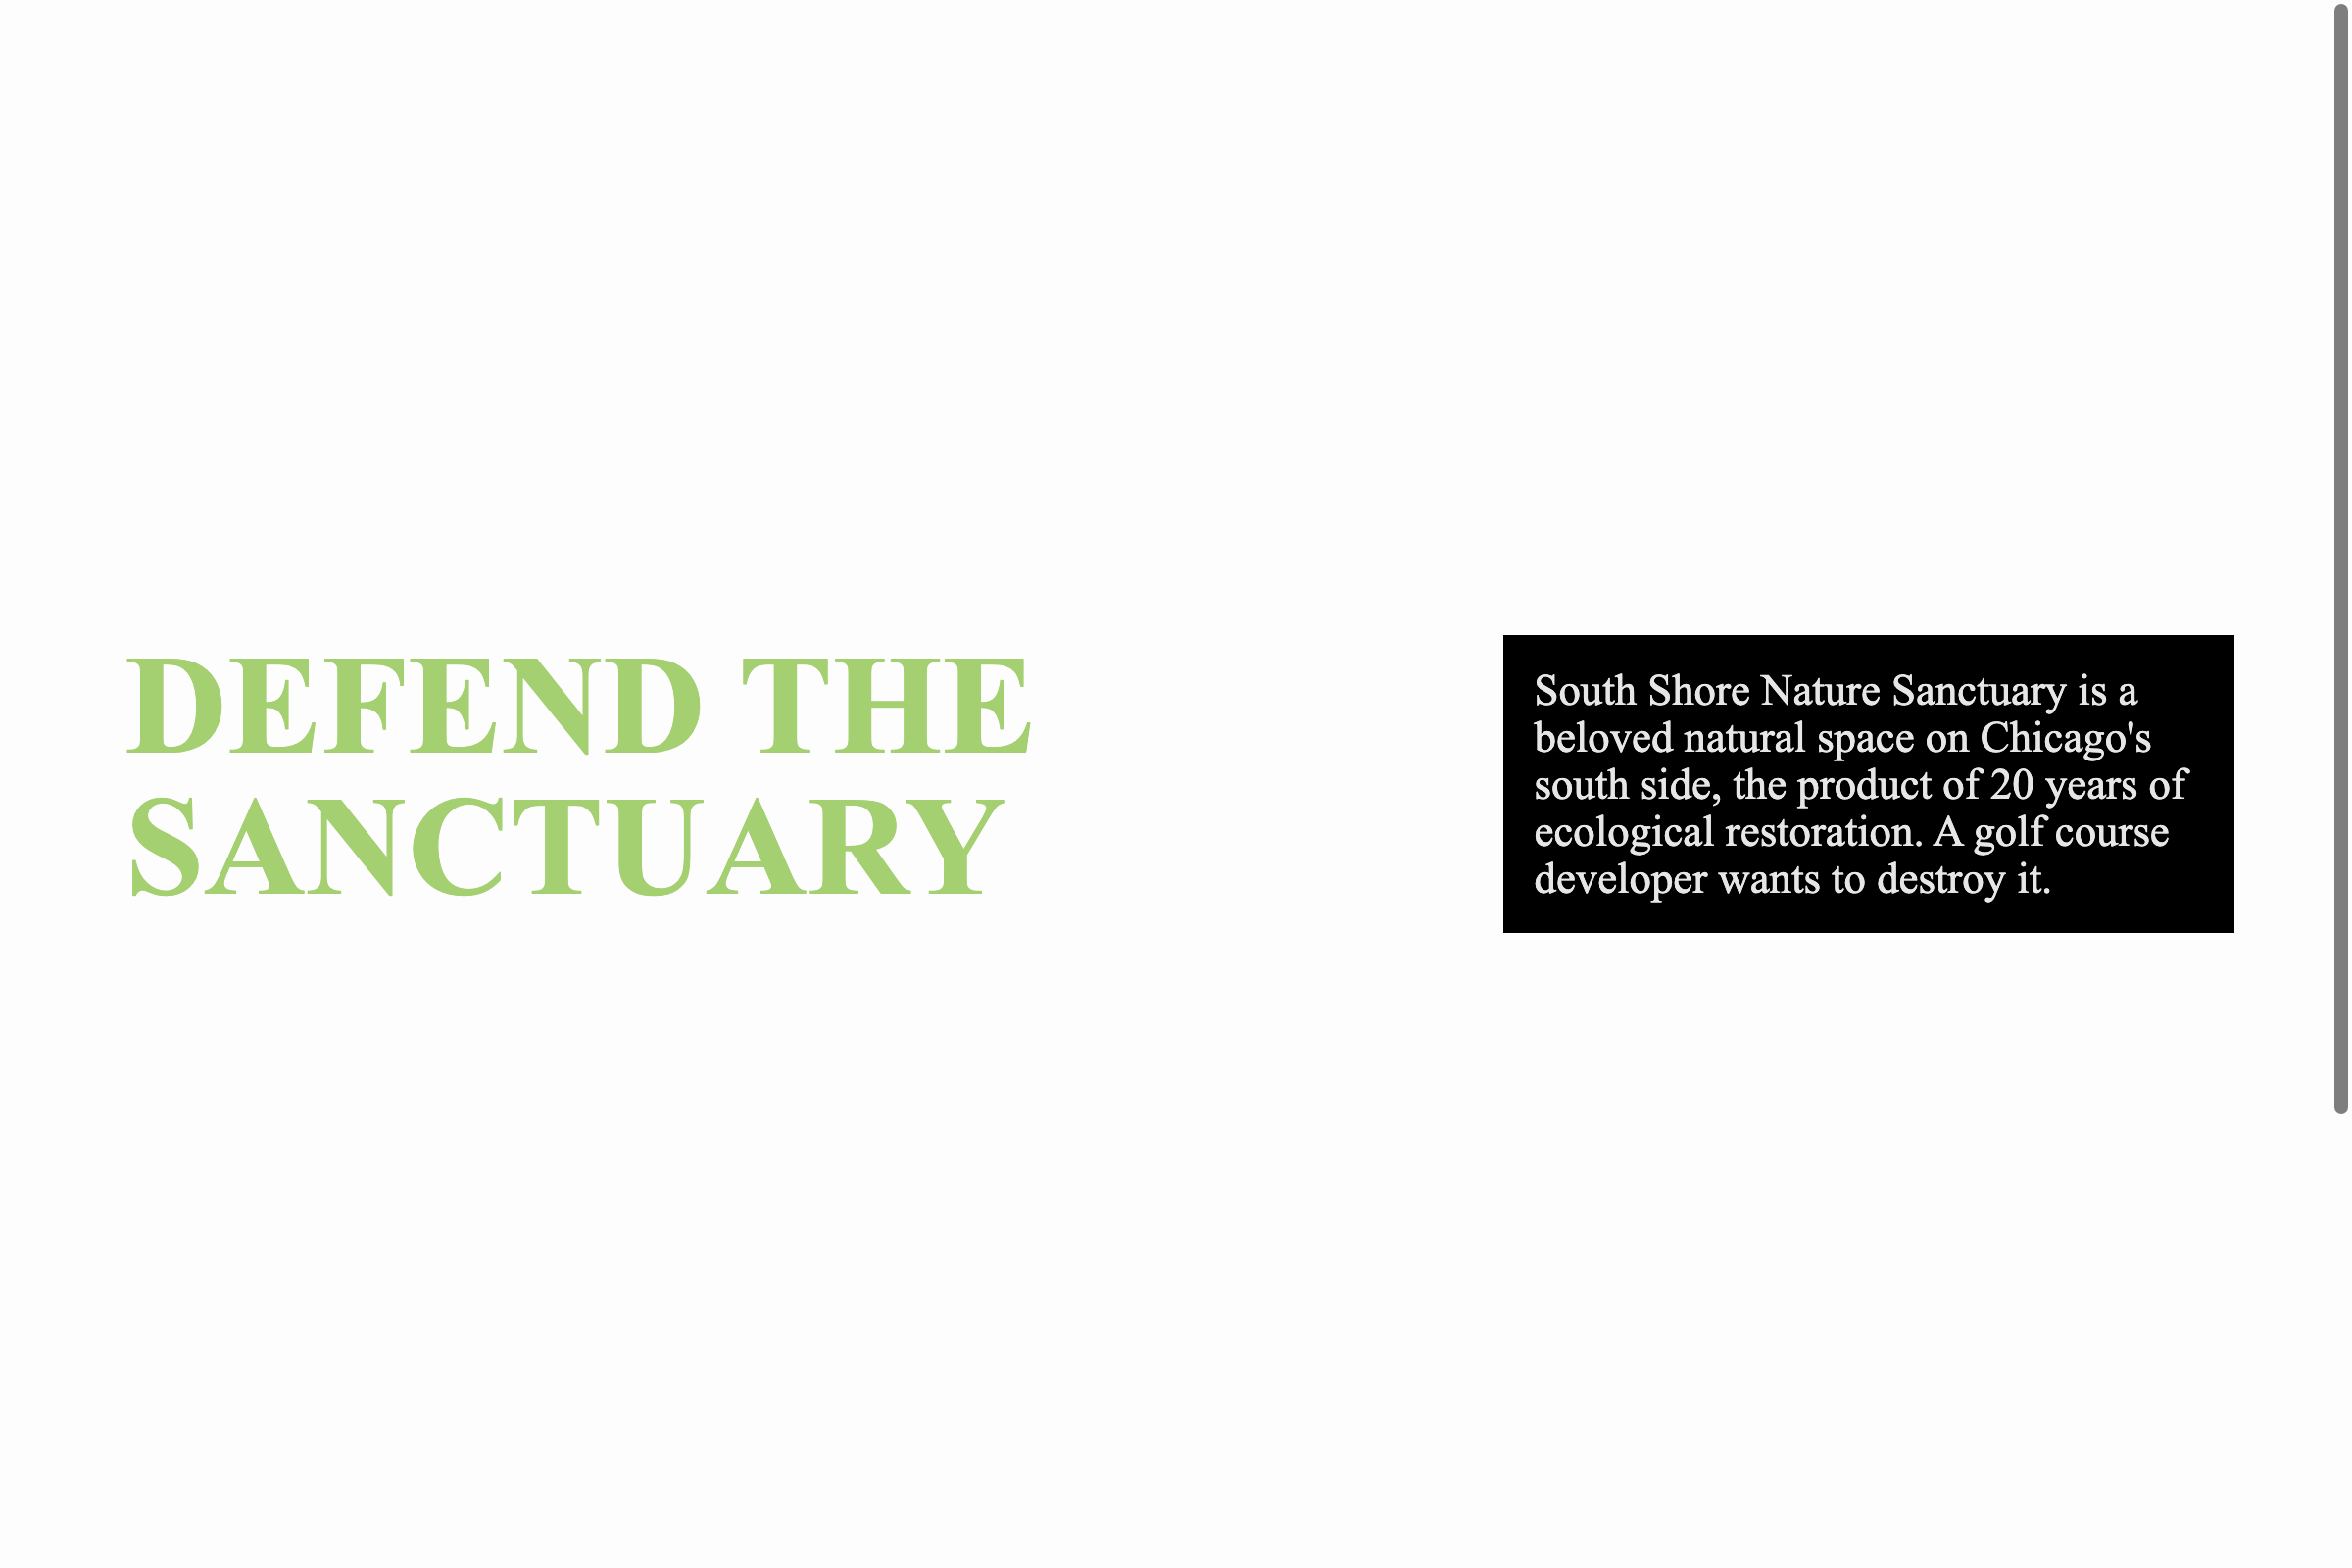 DEFEND THE
SANCTUARY
South Shore Nature Sanctuary is a
beloved natural space on Chicago's
south side, the product of 20 years of
ecological restoration. A golf course
developer wants to destroy it.